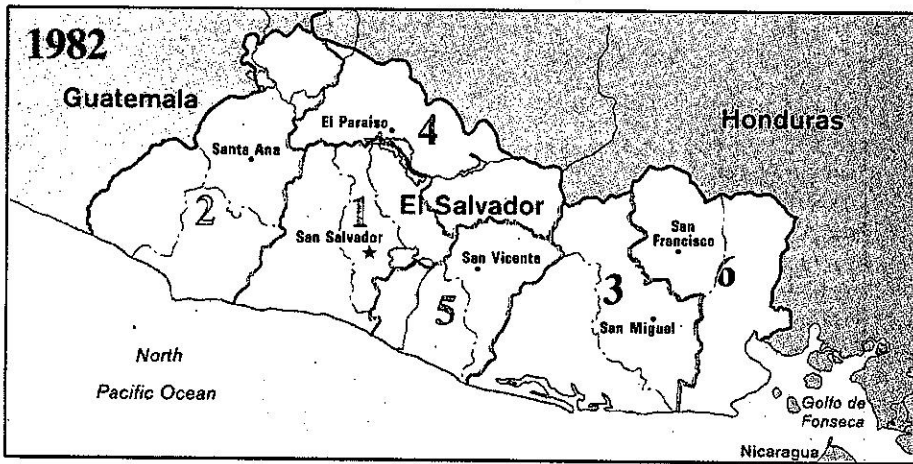 1982
Guatemala
Honduras
El Paraíso
4
Santa Ana
El Salvador
1
2
San Salvador
San Vicente
San
Francisco
6
3
5
San Miguel
North
Pacific Ocean
Golfo de
Fonseca
Nicaragua